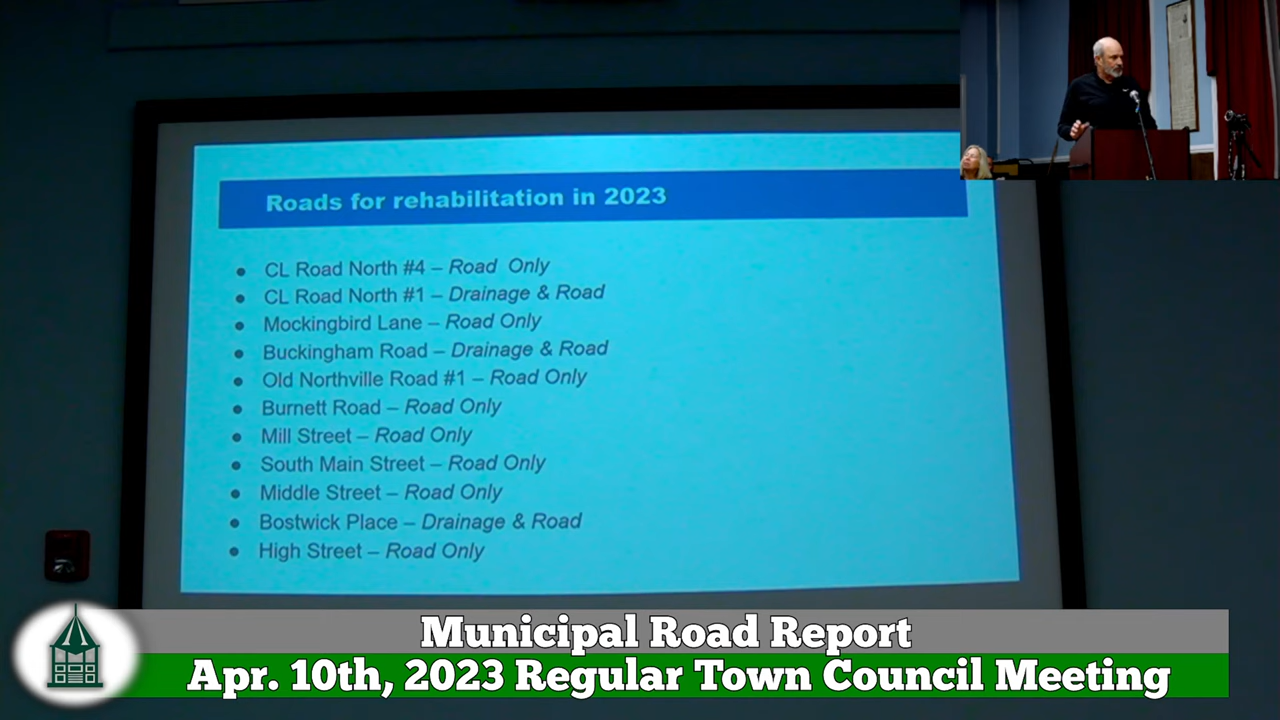 Roads for rehabilitation in 2023
CL Road North #4 – Road Only
CL Road North #1 – Drainage & Road
Mockingbird Lane – Road Only
Buckingham Road – Drainage & Road
Old Northville Road #1 – Road Only
Burnett Road – Road Only
Mill Street – Road Only
South Main Street – Road Only
Middle Street – Road Only
Bostwick Place – Drainage & Road
High Street – Road Only
Municipal Road Report
Apr. 10th, 2023 Regular Town Council Meeting